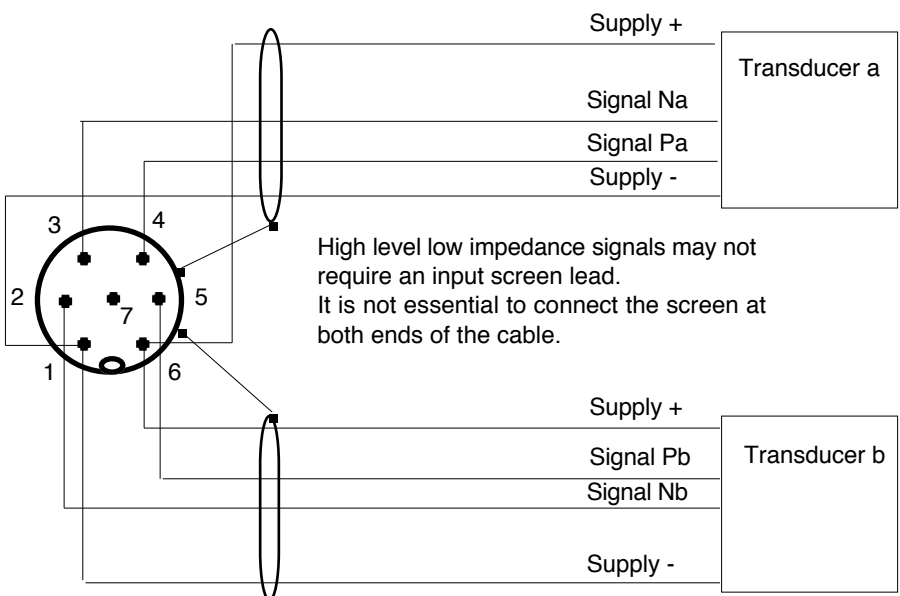 Supply +
Transducer a
Signal Na
Signal Pa
Supply -
3
4
2
7
5
1
6
High level low impedance signals may not
require an input screen lead.
It is not essential to connect the screen at
both ends of the cable.
Supply +
Signal Pb
Transducer b
Signal Nb
Supply -